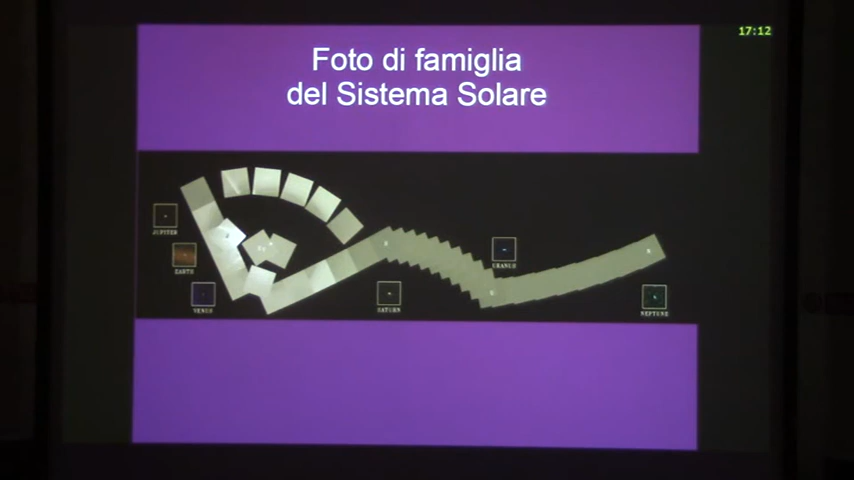 17:12
Foto di famiglia
del Sistema Solare
JUPITER
EARTH
VENUS
SATURN
URANUS
NEPTUNE